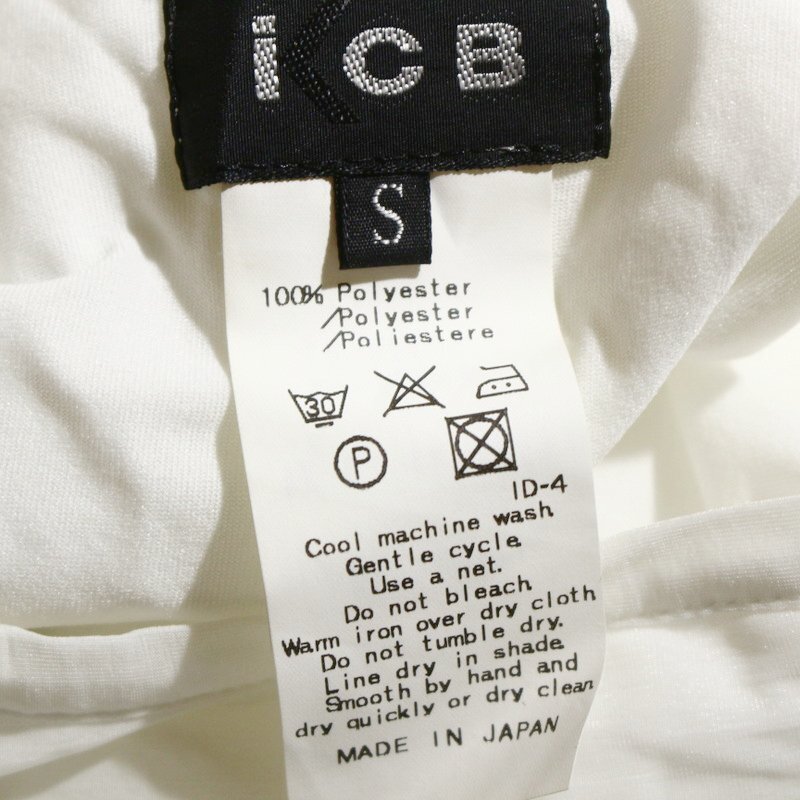 iCB
S
100% Polyester
/Polyester
/Poliestere
30
P
ID-4
Cool machine wash
Gentle cycle
Use a net.
Do not bleach
Warm iron over dry cloth
Do not tumble dry.
Line dry in shade
Smooth by hand and
dry quickly or dry clean
MADE IN JAPAN